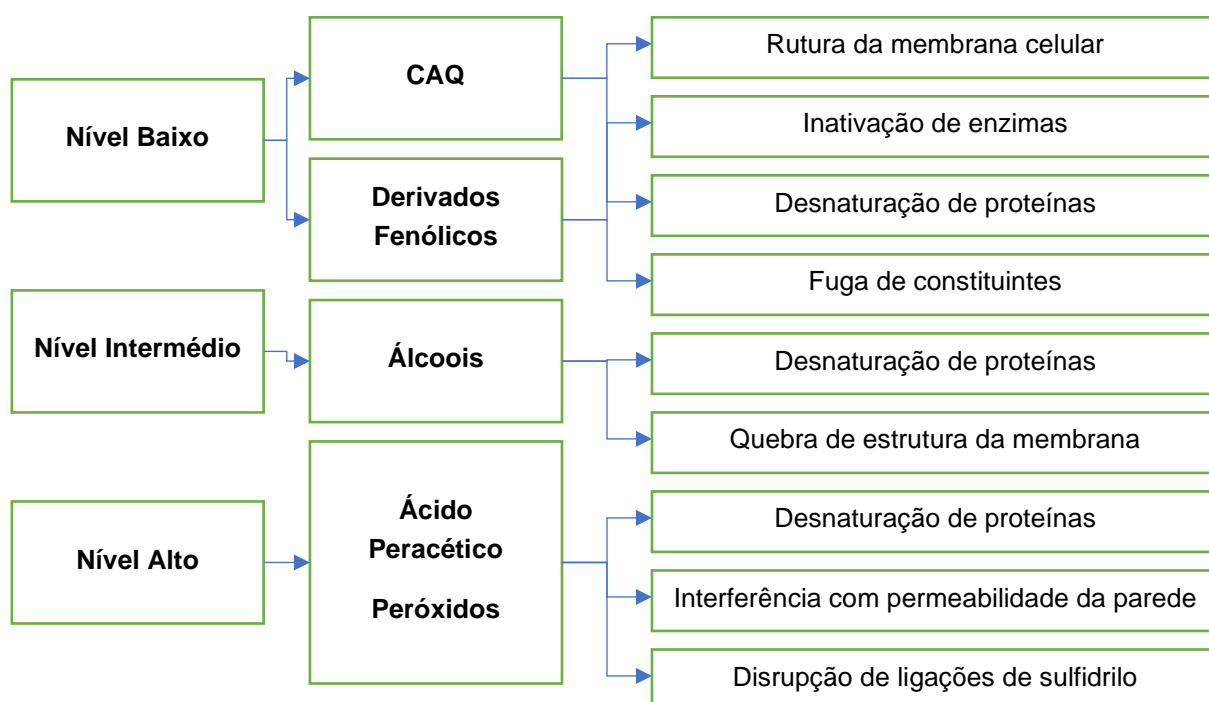 Nível Baixo
CAQ
Derivados
Fenólicos
Rutura da membrana celular
Inativação de enzimas
Desnaturação de proteínas
Fuga de constituintes
Nível Intermédio
Álcoois
Desnaturação de proteínas
Quebra de estrutura da membrana
Nível Alto
Ácido
Peracético
Peróxidos
Desnaturação de proteínas
Interferência com permeabilidade da parede
Disrupção de ligações de sulfidrilo